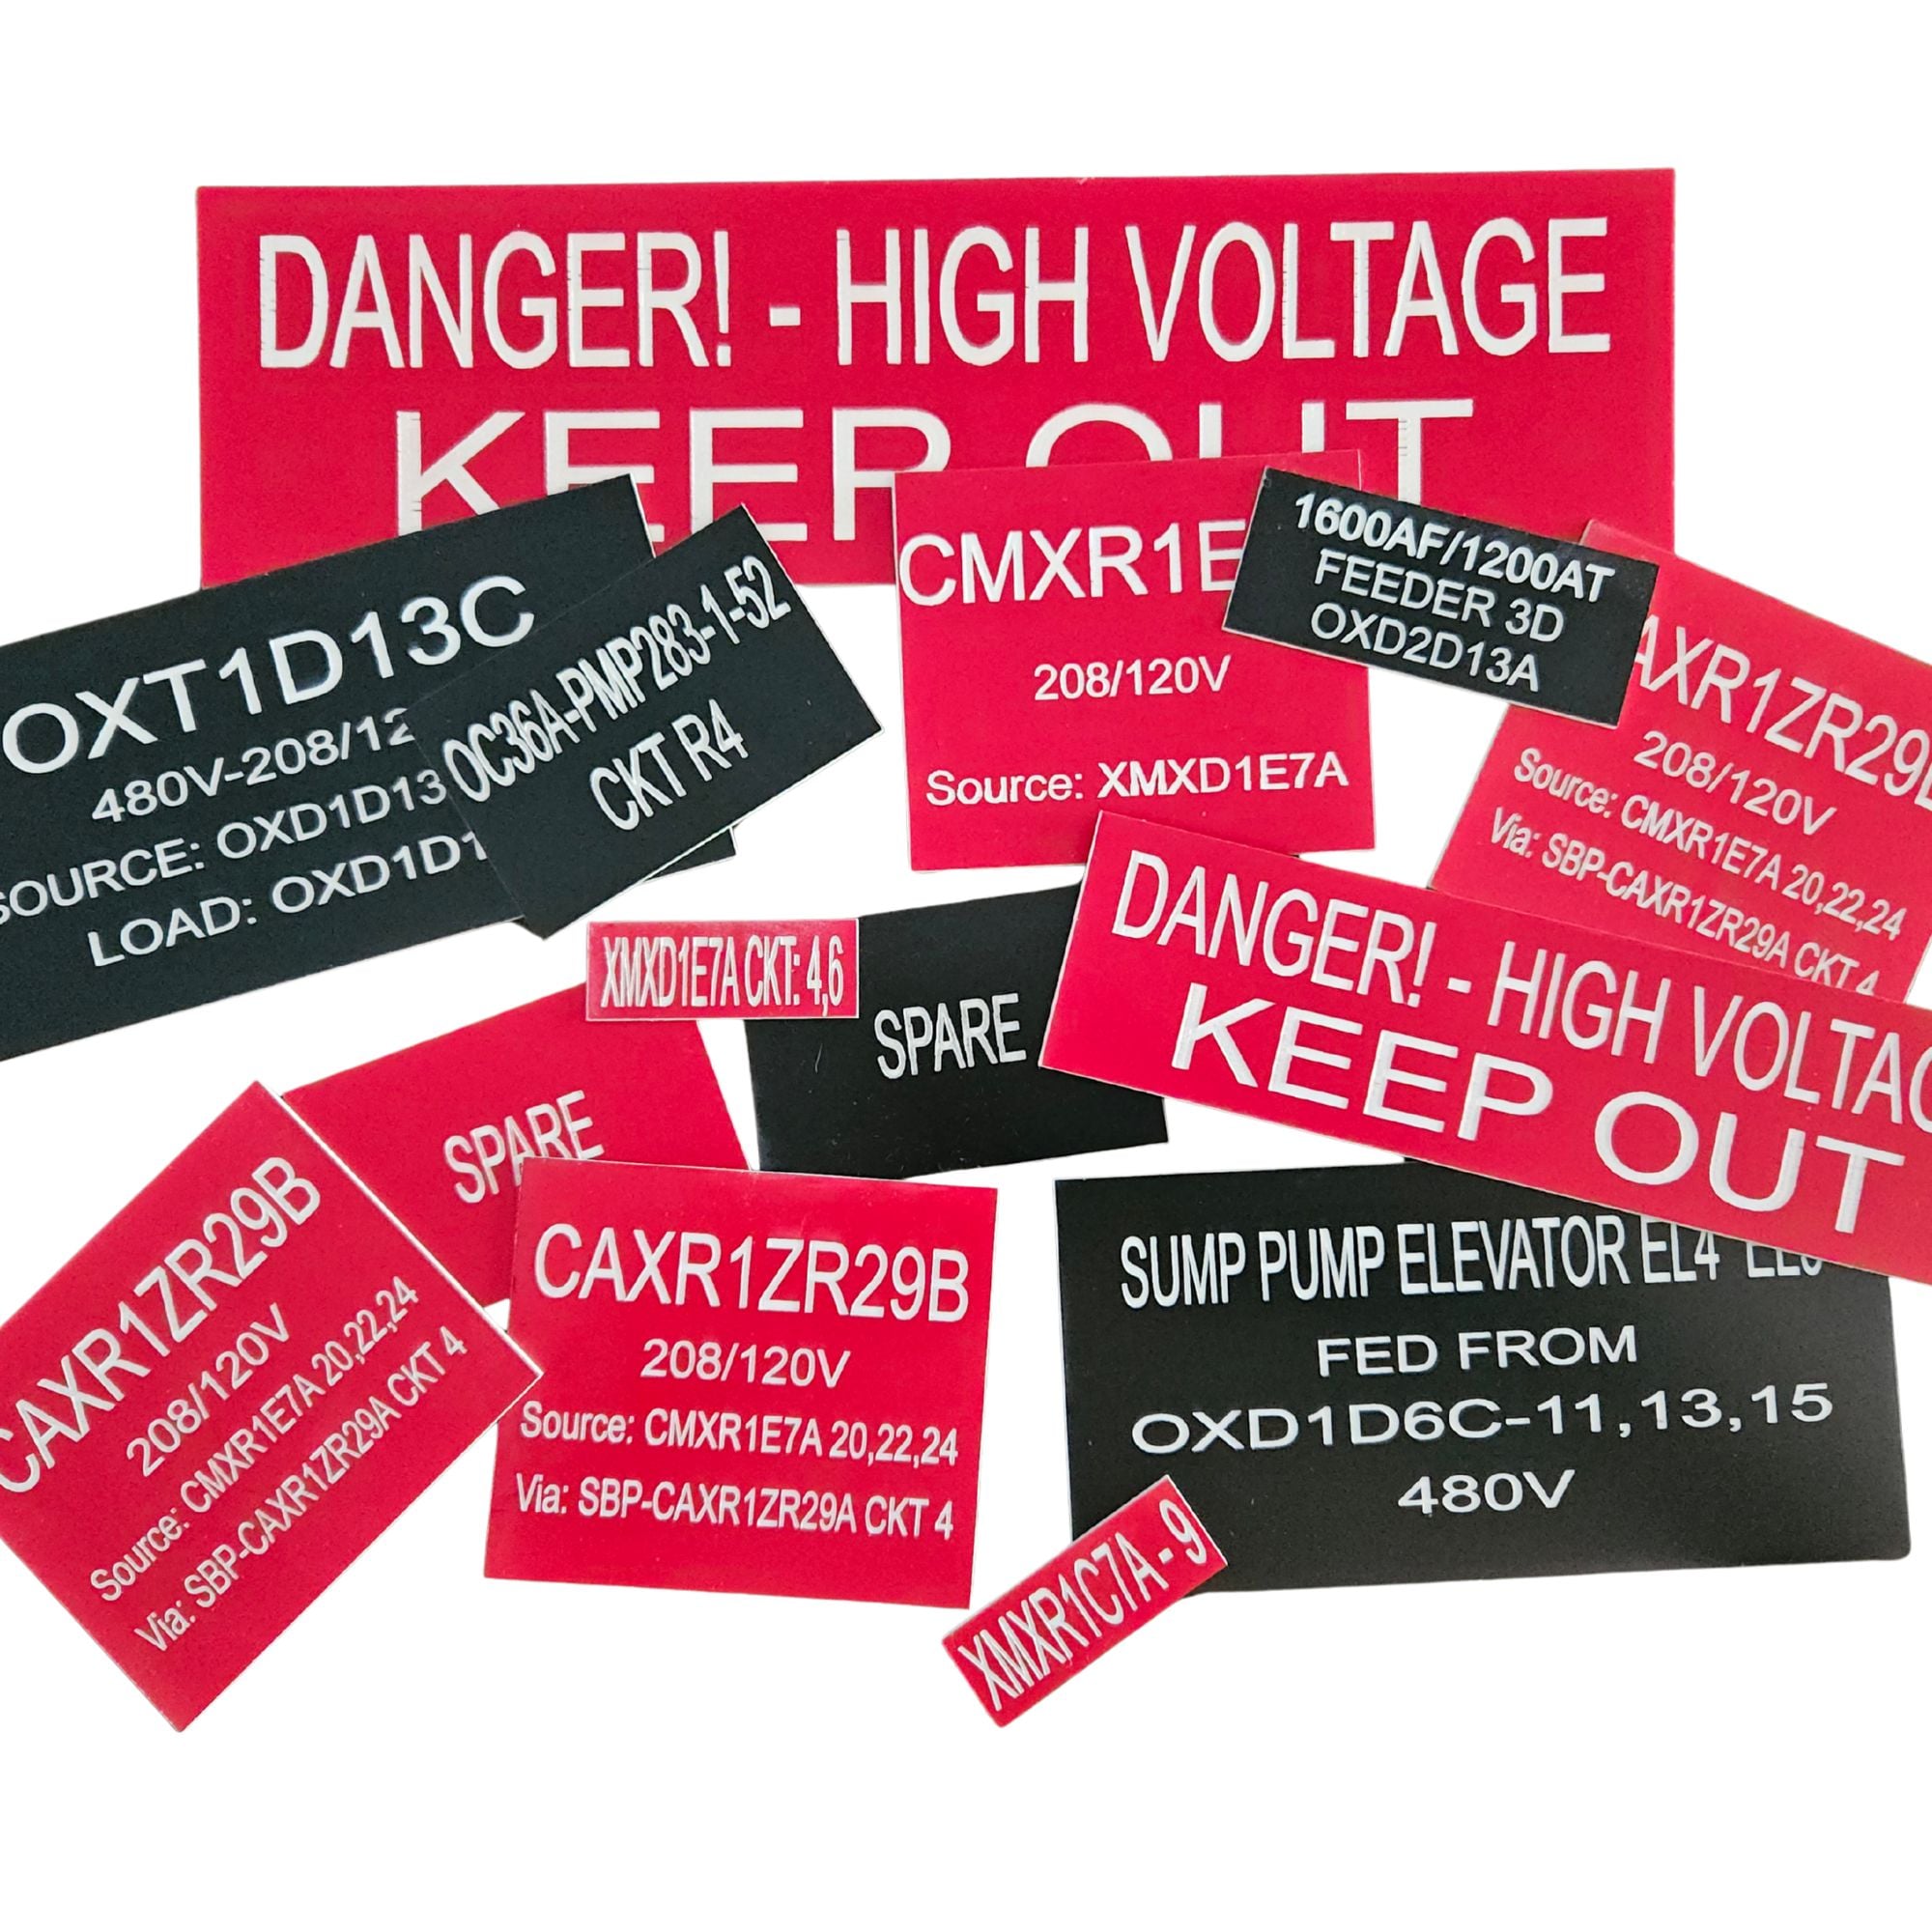 DANGER! - HIGH VOLTAGE
KEEP OUT
OXT1D13C
480V-208/12
SOURCE: OXD1D13
LOAD: OXD1D1
OC36A-PMP283-1-52
CKT R4
CMXR1E
208/120V
Source: XMXD1E7A
1600AF/1200AT
FEEDER 3D
OXD2D13A
AXR1ZR29
208/120V
Source: CMXR1E7A 20,22,24
Via: SBP-CAXR1ZR29A CKT 4
XMXD1E7A CKT: 4,6
SPARE
DANGER! - HIGH VOLTAG
KEEP OUT
SPARE
CAXR1ZR29B
208/120V
Source: CMXR1E7A 20,22,24
Via: SBP-CAXR1ZR29A CKT 4
CAXR1ZR29B
208/120V
Source: CMXR1E7A 20,22,24
Via: SBP-CAXR1ZR29A CKT 4
SUMP PUMP ELEVATOR EL4
FED FROM
OXD1D6C-11,13,15
480V
XMXR1C7A - 9